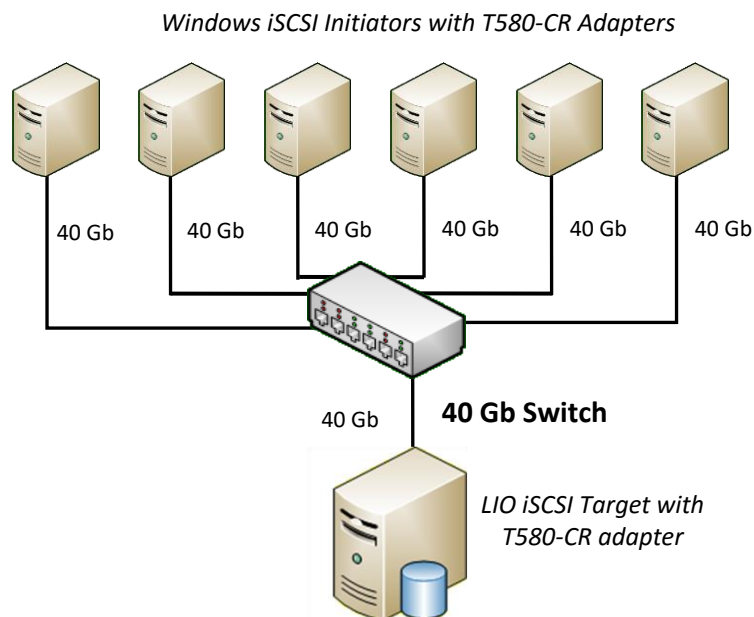 Windows iSCSI Initiators with T580-CR Adapters
40 Gb
40 Gb
40 Gb
40 Gb
40 Gb
40 Gb
40 Gb
40 Gb Switch
LIO iSCSI Target with
T580-CR adapter